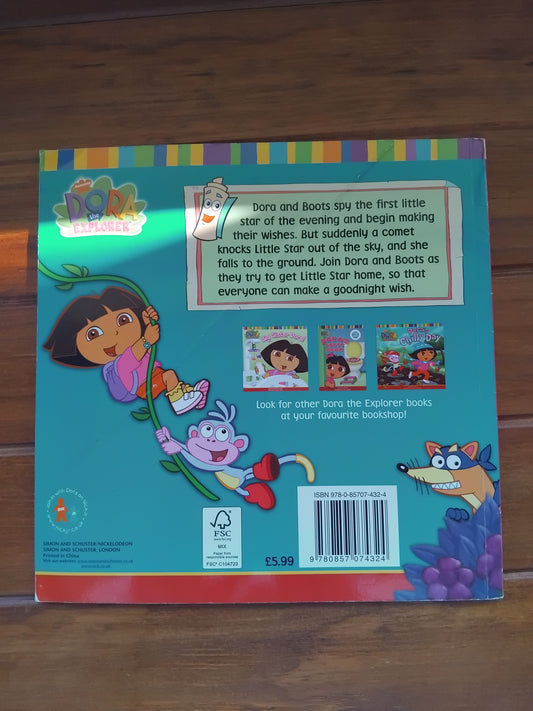 DORA
the
EXPLORER
Dora and Boots spy the first little
star of the evening and begin making
their wishes. But suddenly a comet
knocks Little Star out of the sky, and she
falls to the ground. Join Dora and Boots as
they try to get Little Star home, so that
everyone can make a goodnight wish.
Look for other Dora the Explorer books
at your favourite bookshop!
SIMON AND SCHUSTER/NICKELODEON
SIMON AND SCHUSTER, LONDON
Printed in China
FSC
www.fsc.org
MIX
Paper from
responsible sources
FSC® C104723
£5.99
ISBN 978-0-85707-432-4
9 780857 074324